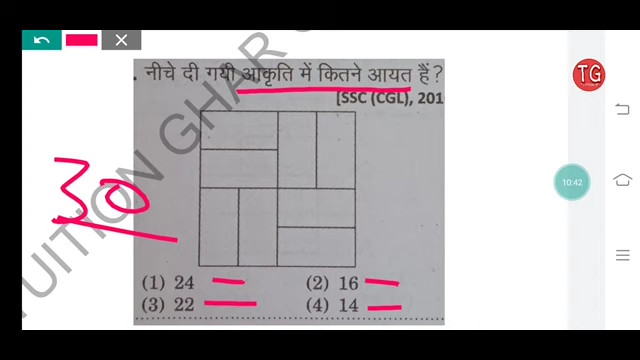 . नीचे दी गयी आकृति में कितने आयत हैं?
[SSC (CGL), 201
30
(1) 24 (2) 16
(3) 22 (4) 14
TUITION GHAR
TG
10:42